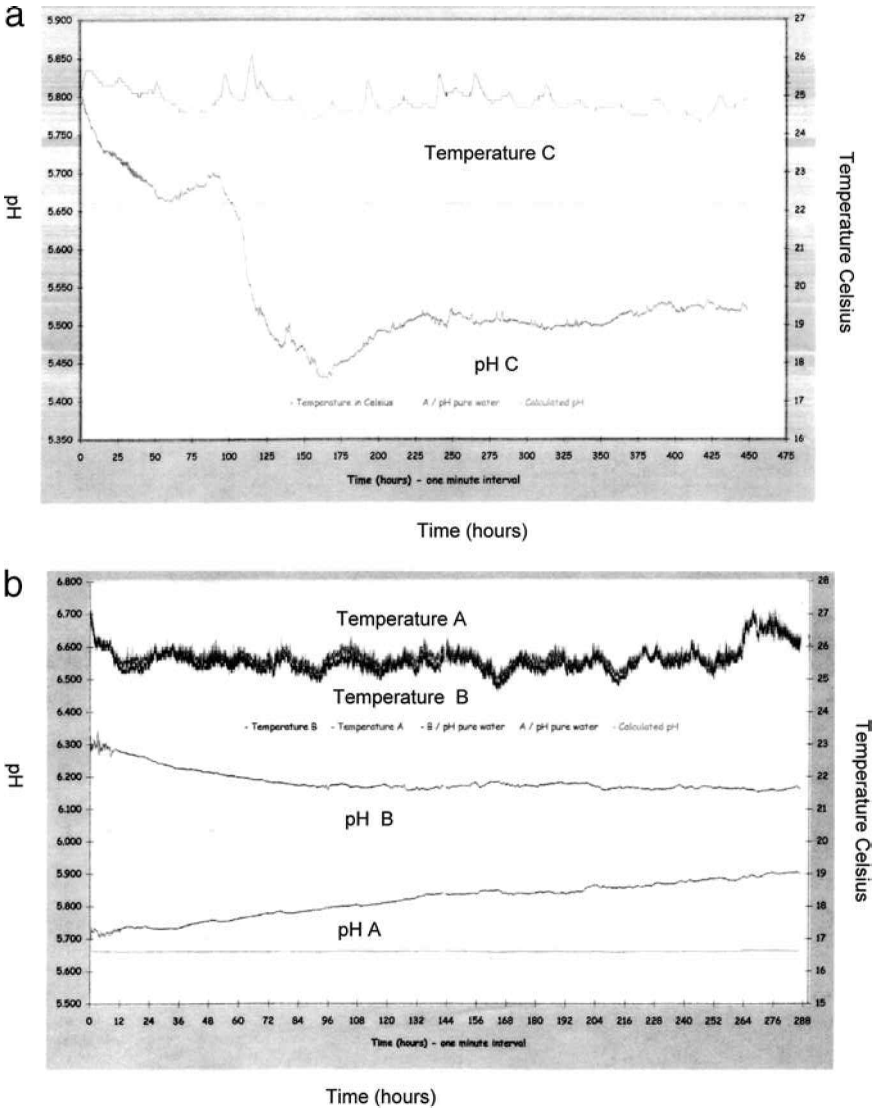 a
5.900
5.850
5.800
5.750
5.700
5.650
5.600
5.550
5.500
5.450
5.400
5.350
pH
27
26
25
24
23
22
21
20
19
18
17
16
Temperature Celsius
Temperature C
pH C
- Temperature in Celsius A / pH pure water - Calculated pH
0 25 50 75 100 125 150 175 200 225 250 275 300 325 350 375 400 425 450 475
Time (hours) - one minute interval
Time (hours)
b
6.800
6.700
6.600
6.500
6.400
6.300
6.200
6.100
6.000
5.900
5.800
5.700
5.600
5.500
pH
28
27
26
25
24
23
22
21
20
19
18
17
16
15
Temperature Celsius
Temperature A
Temperature B
- Temperature B - Temperature A - B / pH pure water A / pH pure water - Calculated pH
pH B
pH A
0 12 24 36 48 60 72 84 96 108 120 132 144 156 168 180 192 204 216 228 240 252 264 276 288
Time (hours) - one minute interval
Time (hours)